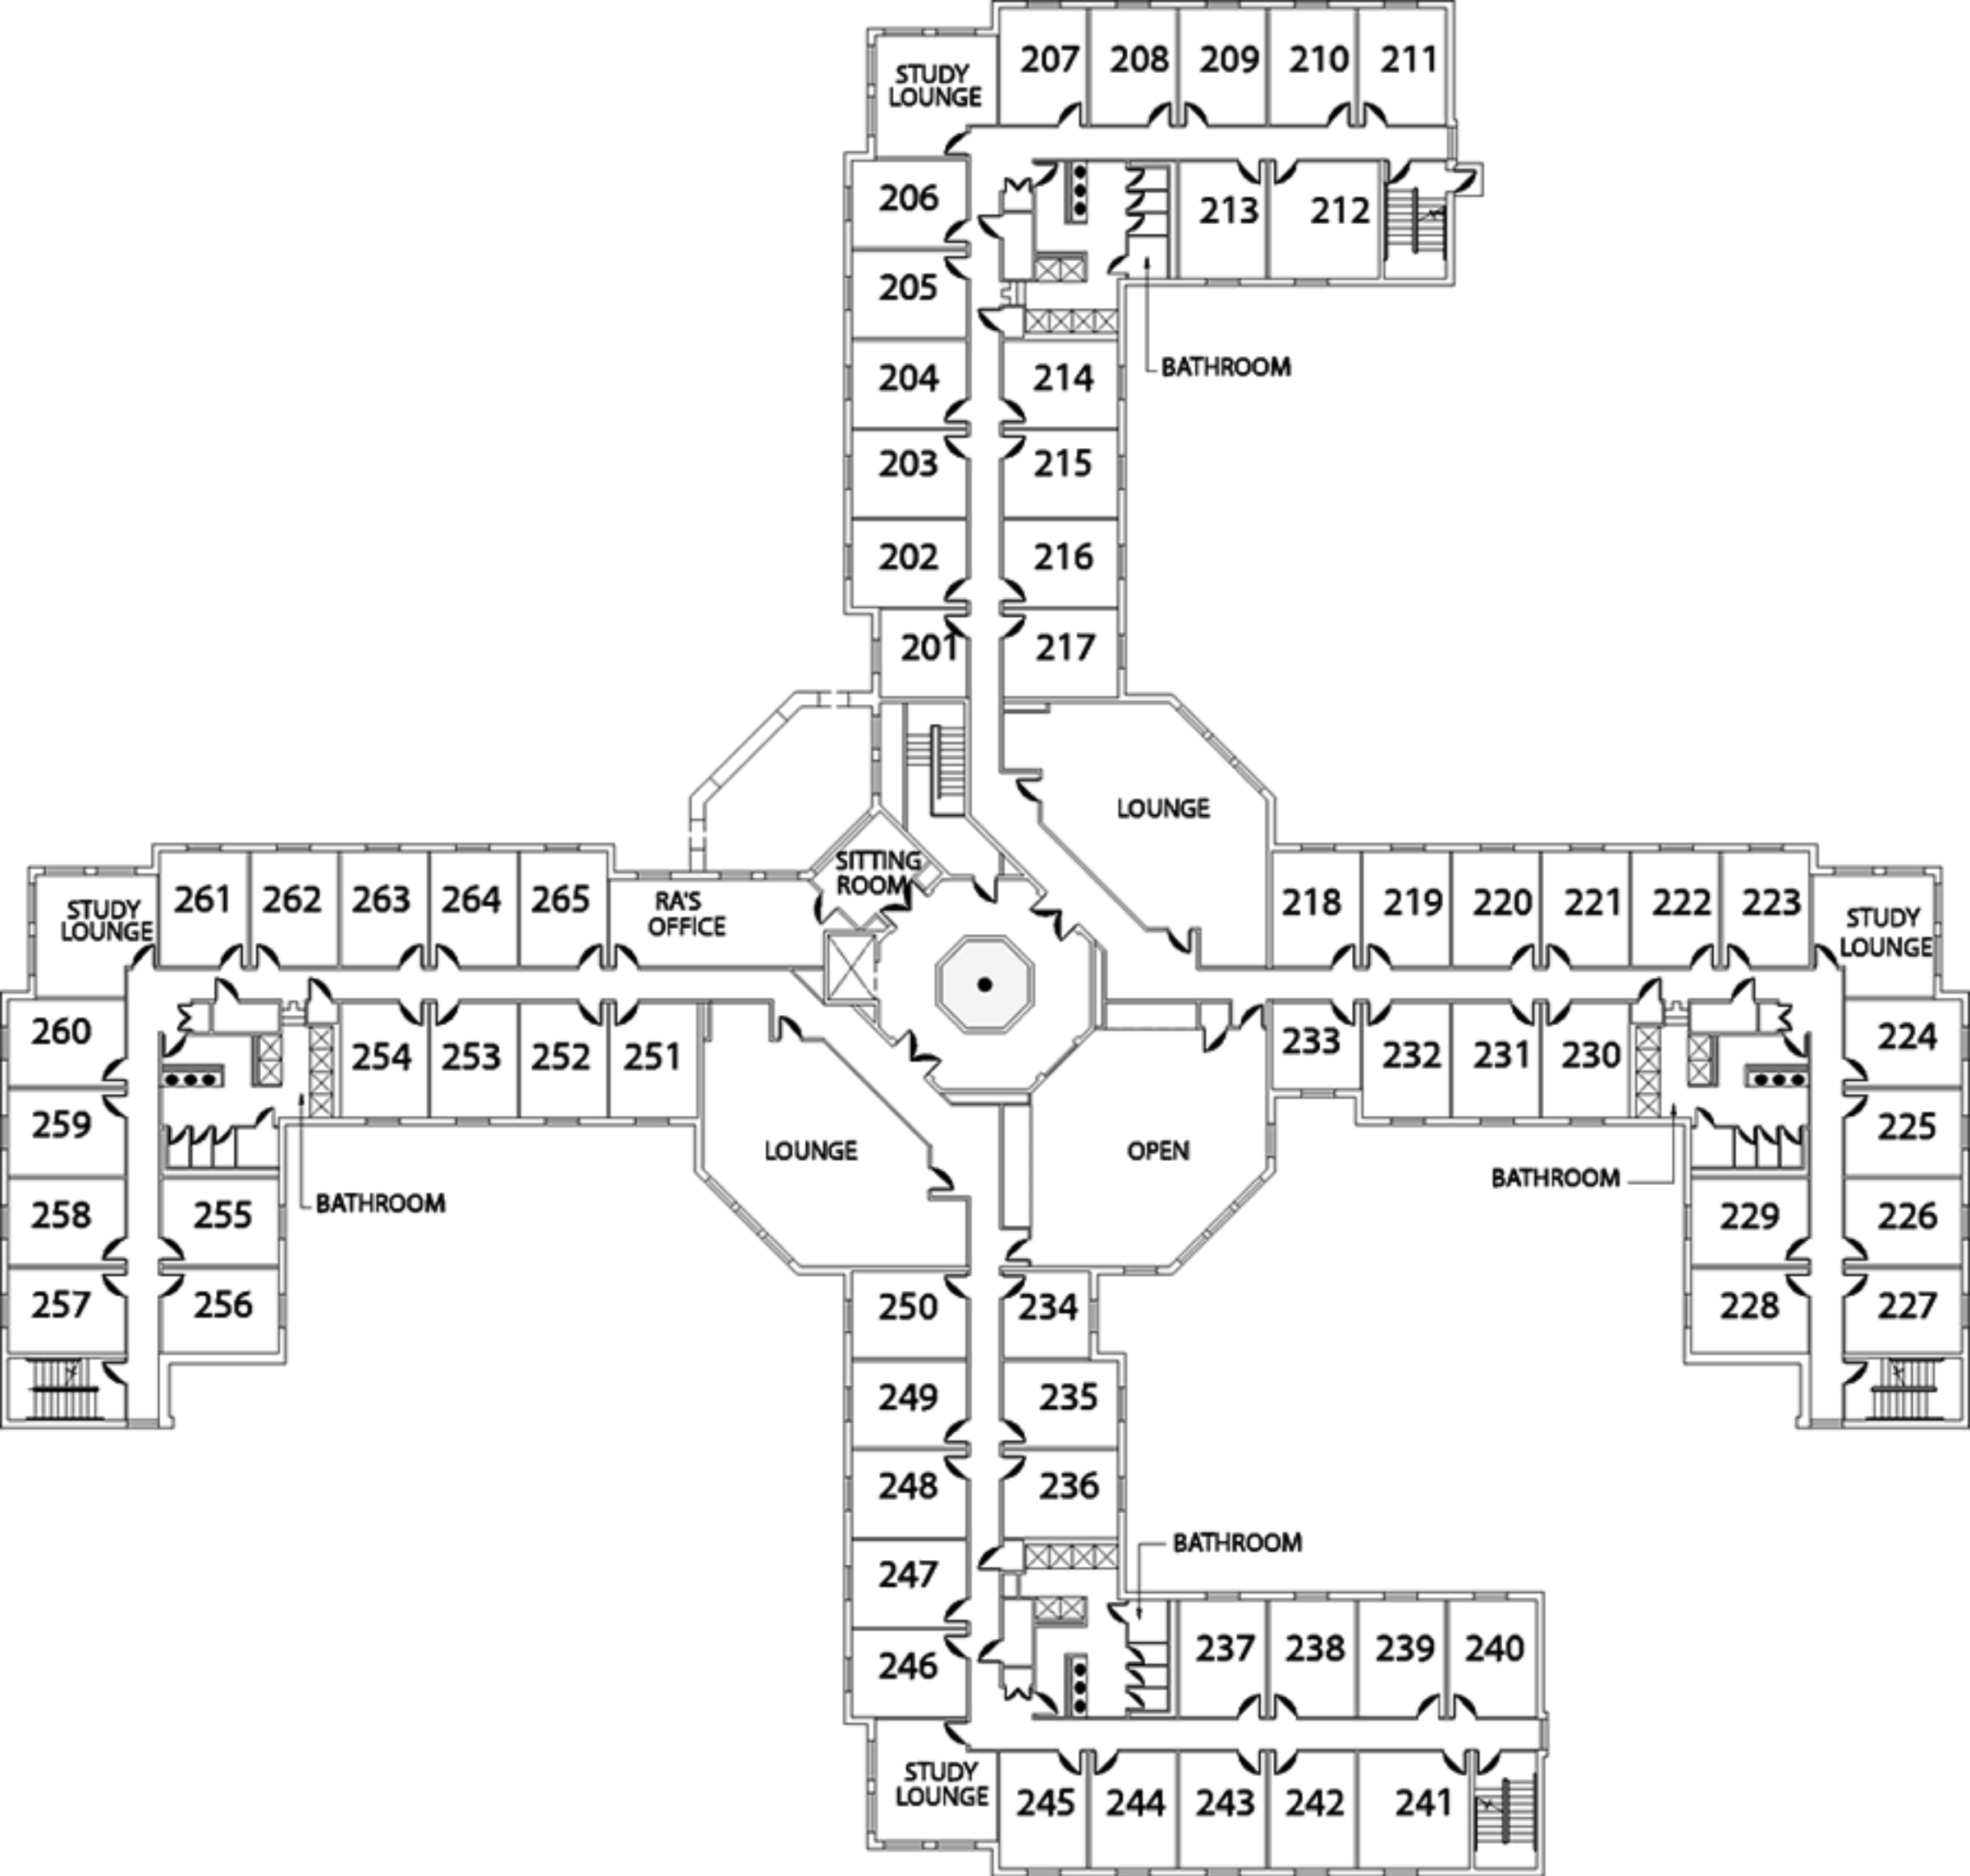 207 208 209 210 211
STUDY
LOUNGE
206
213 212
205
BATHROOM
204 214
203 215
202 216
201 217
LOUNGE
SITTING
ROOM
261 262 263 264 265
RA'S
OFFICE
STUDY
LOUNGE
218 219 220 221 222 223
STUDY
LOUNGE
260
254 253 252 251
233 232 231 230
224
259
225
LOUNGE
OPEN
BATHROOM
BATHROOM
258 255
229 226
257 256
228 227
250 234
249 235
248 236
BATHROOM
247
246
237 238 239 240
STUDY
LOUNGE
245 244 243 242 241